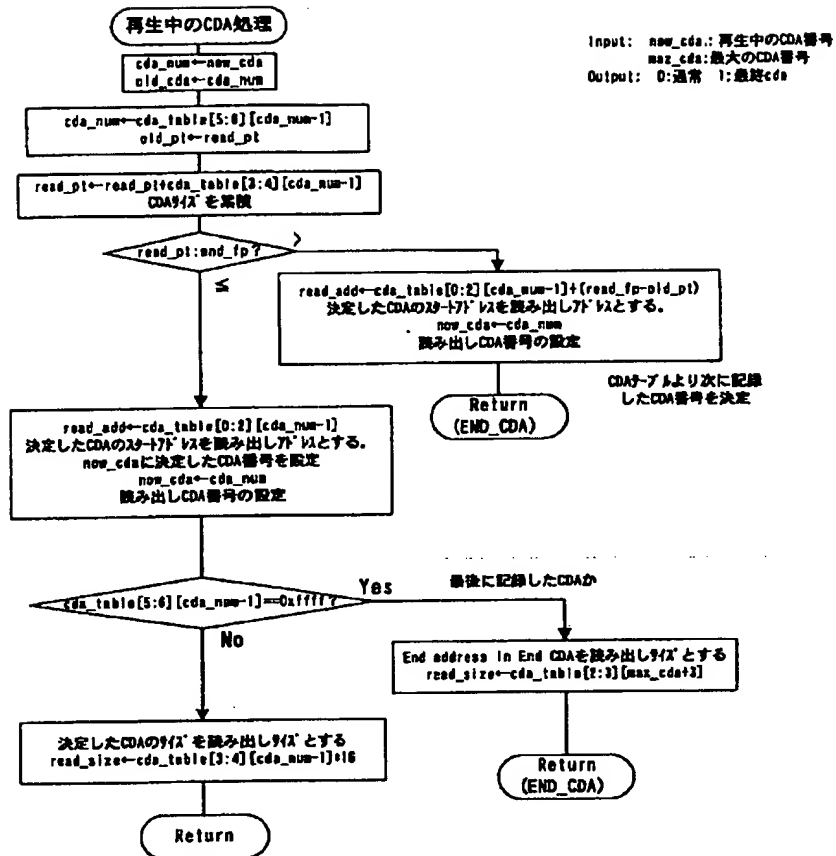 再生中のCDA処理
Input: new_cda.: 再生中のCDA番号
max_cda:最大のCDA番号
Output: 0:通常 1:最終cda
cda_num←new_cda
old_cda←cda_num
cda_num←cda_table[5:6][cda_num-1]
old_pt←read_pt
read_pt←read_pt+cda_table[3:4][cda_num-1]
CDAサイズを累積
read_pt:end_fp?
>
≦
read_add←cda_table[0:2][cda_num-1]+(read_fp-old_pt)
決定したCDAのスタートアドレスを読み出しアドレスとする。
now_cda←cda_num
読み出しCDA番号の設定
CDAテーブルより次に記録
したCDA番号を決定
Return
(END_CDA)
read_add←cda_table[0:2][cda_num-1]
決定したCDAのスタートアドレスを読み出しアドレスとする。
now_cdaに決定したCDA番号を設定
now_cda←cda_num
読み出しCDA番号の設定
cda_table[5:6][cda_num-1]==0xffff?
Yes
最後に記録したCDAか
No
End address in End CDAを読み出しサイズとする
read_size←cda_table[2:3][max_cda+3]
決定したCDAのサイズを読み出しサイズとする
read_size←cda_table[3:4][cda_num-1]*16
Return
(END_CDA)
Return